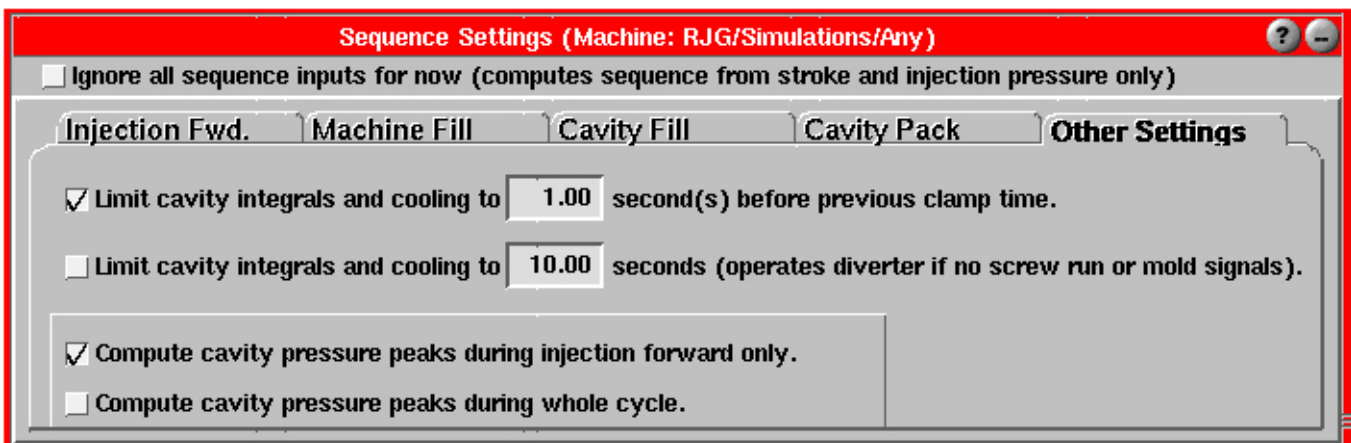 Sequence Settings (Machine: RJG/Simulations/Any) ? --
Ignore all sequence inputs for now (computes sequence from stroke and injection pressure only)
Injection Fwd. Machine Fill Cavity Fill Cavity Pack Other Settings
Limit cavity integrals and cooling to 1.00 second(s) before previous clamp time.
Limit cavity integrals and cooling to 10.00 seconds (operates diverter if no screw run or mold signals).
Compute cavity pressure peaks during injection forward only.
Compute cavity pressure peaks during whole cycle.